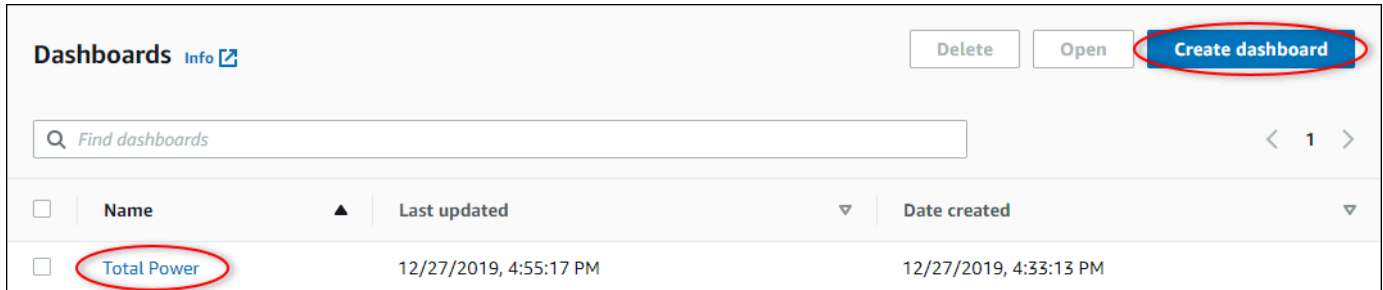 Dashboards Info
Delete Open Create dashboard
Find dashboards
1
Name Last updated Date created
Total Power 12/27/2019, 4:55:17 PM 12/27/2019, 4:33:13 PM